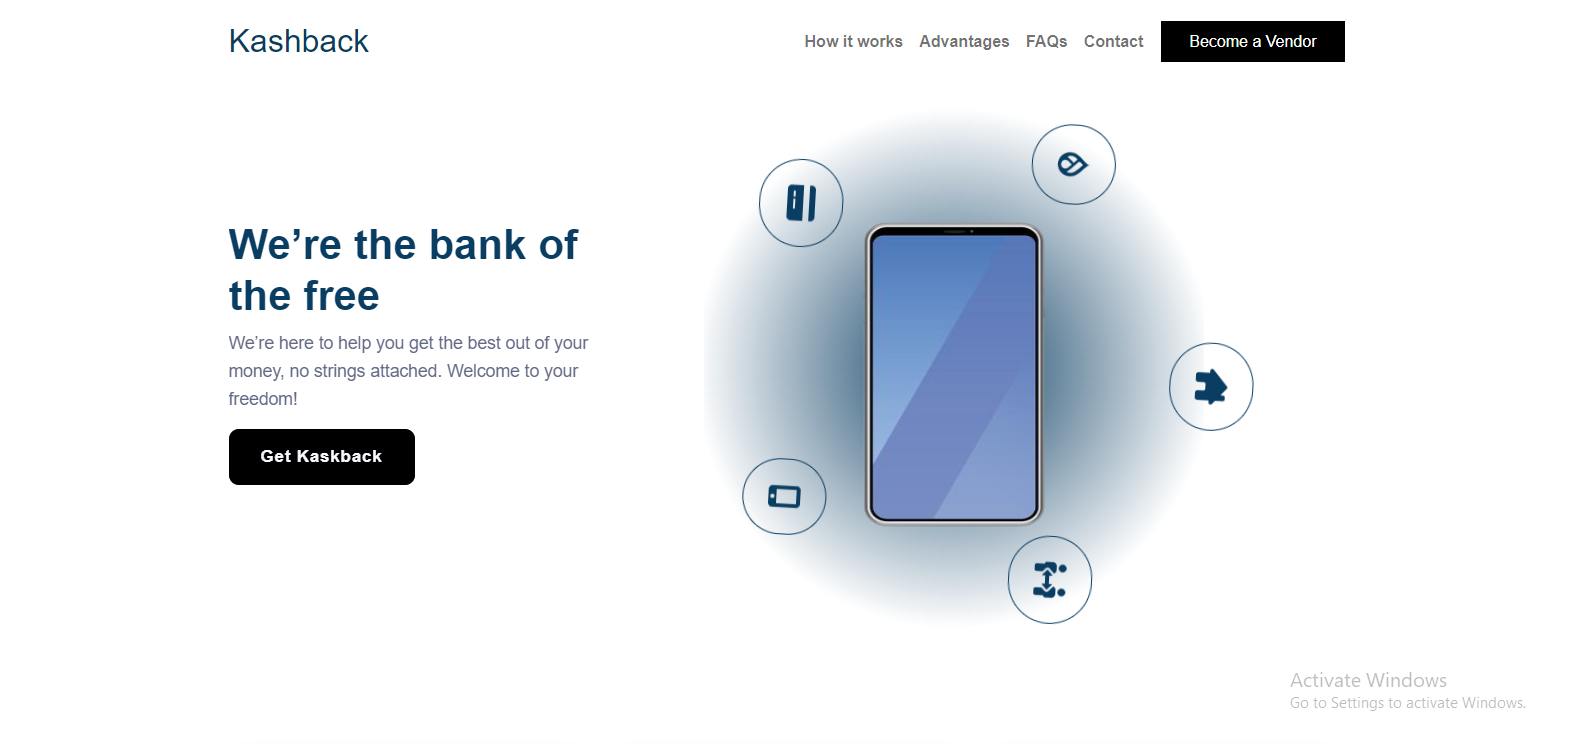 Kashback
How it works Advantages FAQs Contact Become a Vendor
We’re the bank of
the free
We’re here to help you get the best out of your
money, no strings attached. Welcome to your
freedom!
Get Kaskback
Activate Windows
Go to Settings to activate Windows.